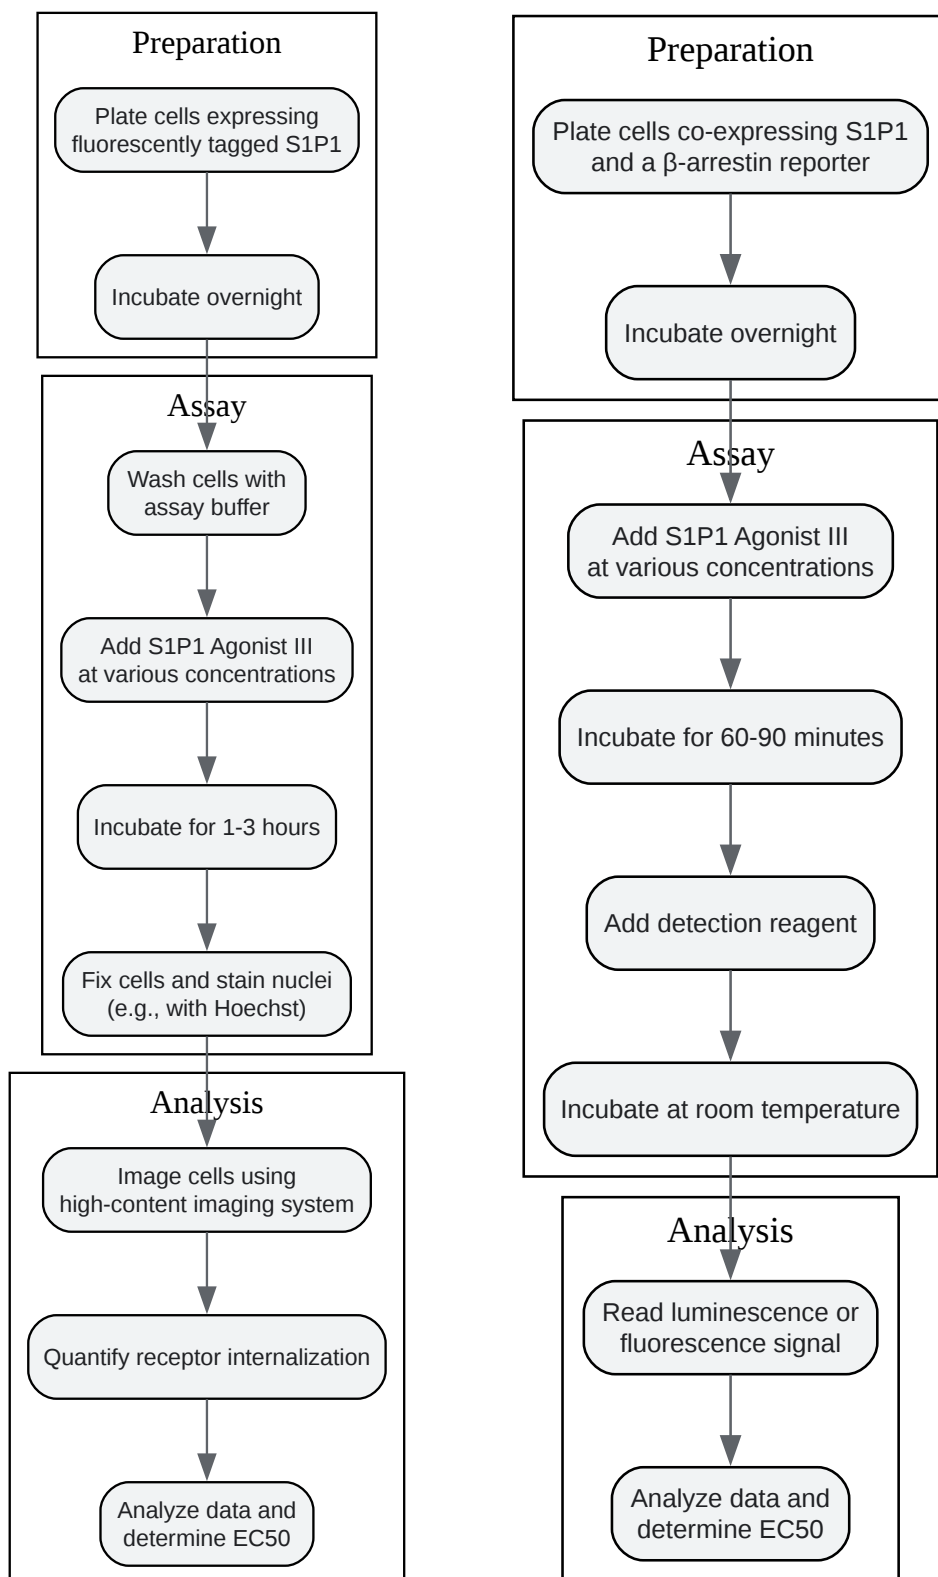 Preparation
Plate cells expressing
fluorescently tagged S1P1
Incubate overnight
Assay
Wash cells with
assay buffer
Add S1P1 Agonist III
at various concentrations
Incubate for 1-3 hours
Fix cells and stain nuclei
(e.g., with Hoechst)
Analysis
Image cells using
high-content imaging system
Quantify receptor internalization
Analyze data and
determine EC50
Preparation
Plate cells co-expressing S1P1
and a β-arrestin reporter
Incubate overnight
Assay
Add S1P1 Agonist III
at various concentrations
Incubate for 60-90 minutes
Add detection reagent
Incubate at room temperature
Analysis
Read luminescence or
fluorescence signal
Analyze data and
determine EC50